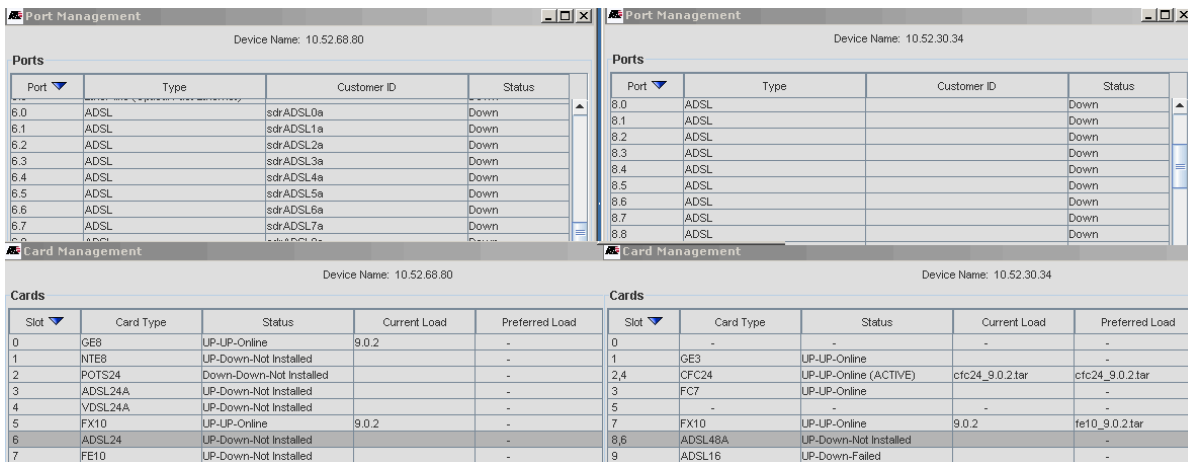 Port Management
Device Name: 10.52.68.80
Ports
Port Type Customer ID Status
6.0 ADSL sdrADSL0a Down
6.1 ADSL sdrADSL1a Down
6.2 ADSL sdrADSL2a Down
6.3 ADSL sdrADSL3a Down
6.4 ADSL sdrADSL4a Down
6.5 ADSL sdrADSL5a Down
6.6 ADSL sdrADSL6a Down
6.7 ADSL sdrADSL7a Down
Port Management
Device Name: 10.52.30.34
Ports
Port Type Customer ID Status
8.0 ADSL Down
8.1 ADSL Down
8.2 ADSL Down
8.3 ADSL Down
8.4 ADSL Down
8.5 ADSL Down
8.6 ADSL Down
8.7 ADSL Down
8.8 ADSL Down
Card Management
Device Name: 10.52.68.80
Cards
Slot Card Type Status Current Load Preferred Load
0 GE8 UP-UP-Online 9.0.2 -
1 NTE8 UP-Down-Not Installed -
2 POTS24 Down-Down-Not Installed -
3 ADSL24A UP-Down-Not Installed -
4 VDSL24A UP-Down-Not Installed -
5 FX10 UP-UP-Online 9.0.2 -
6 ADSL24 UP-Down-Not Installed -
7 FE10 UP-Down-Not Installed -
Card Management
Device Name: 10.52.30.34
Cards
Slot Card Type Status Current Load Preferred Load
0 - - - -
1 GE3 UP-UP-Online -
2,4 CFC24 UP-UP-Online (ACTIVE) cfc24_9.0.2.tar cfc24_9.0.2.tar
3 FC7 UP-UP-Online -
5 - - - -
7 FX10 UP-UP-Online 9.0.2 fe10_9.0.2.tar
8,6 ADSL48A UP-Down-Not Installed -
9 ADSL16 UP-Down-Failed -